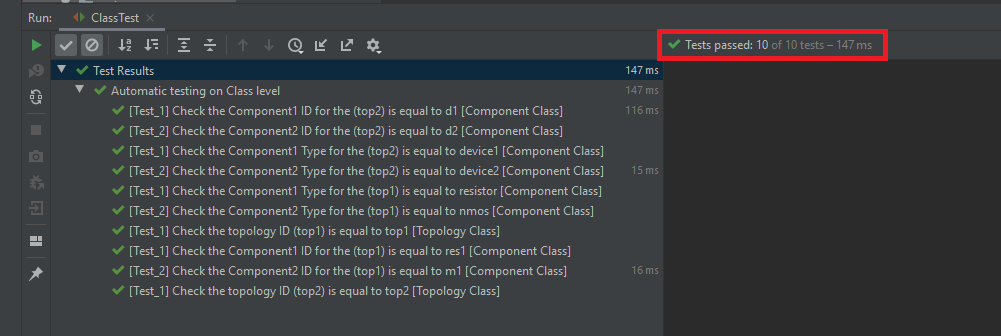 Run: ClassTest
Tests passed: 10 of 10 tests – 147 ms
Test Results 147 ms
Automatic testing on Class level 147 ms
[Test_1] Check the Component1 ID for the (top2) is equal to d1 [Component Class] 116 ms
[Test_2] Check the Component2 ID for the (top2) is equal to d2 [Component Class]
[Test_1] Check the Component1 Type for the (top2) is equal to device1 [Component Class]
[Test_2] Check the Component2 Type for the (top2) is equal to device2 [Component Class] 15 ms
[Test_1] Check the Component1 Type for the (top1) is equal to resistor [Component Class]
[Test_2] Check the Component2 Type for the (top1) is equal to nmos [Component Class]
[Test_1] Check the topology ID (top1) is equal to top1 [Topology Class]
[Test_1] Check the Component1 ID for the (top1) is equal to res1 [Component Class]
[Test_2] Check the Component2 ID for the (top1) is equal to m1 [Component Class] 16 ms
[Test_1] Check the topology ID (top2) is equal to top2 [Topology Class]